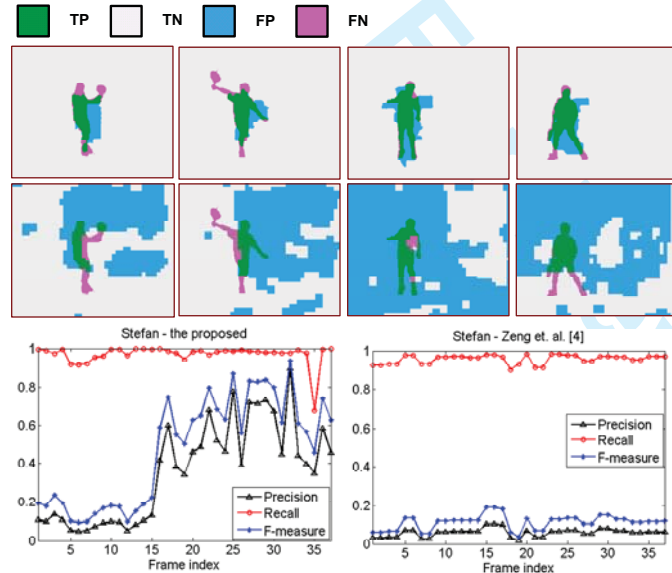 TP TN FP FN
Stefan - the proposed
1
0.8
0.6
0.4
0.2
0
5 10 15 20 25 30 35
Frame index
Precision
Recall
F-measure
Stefan - Zeng et. al. [4]
1
0.8
0.6
0.4
0.2
0
5 10 15 20 25 30 35
Frame index
Precision
Recall
F-measure